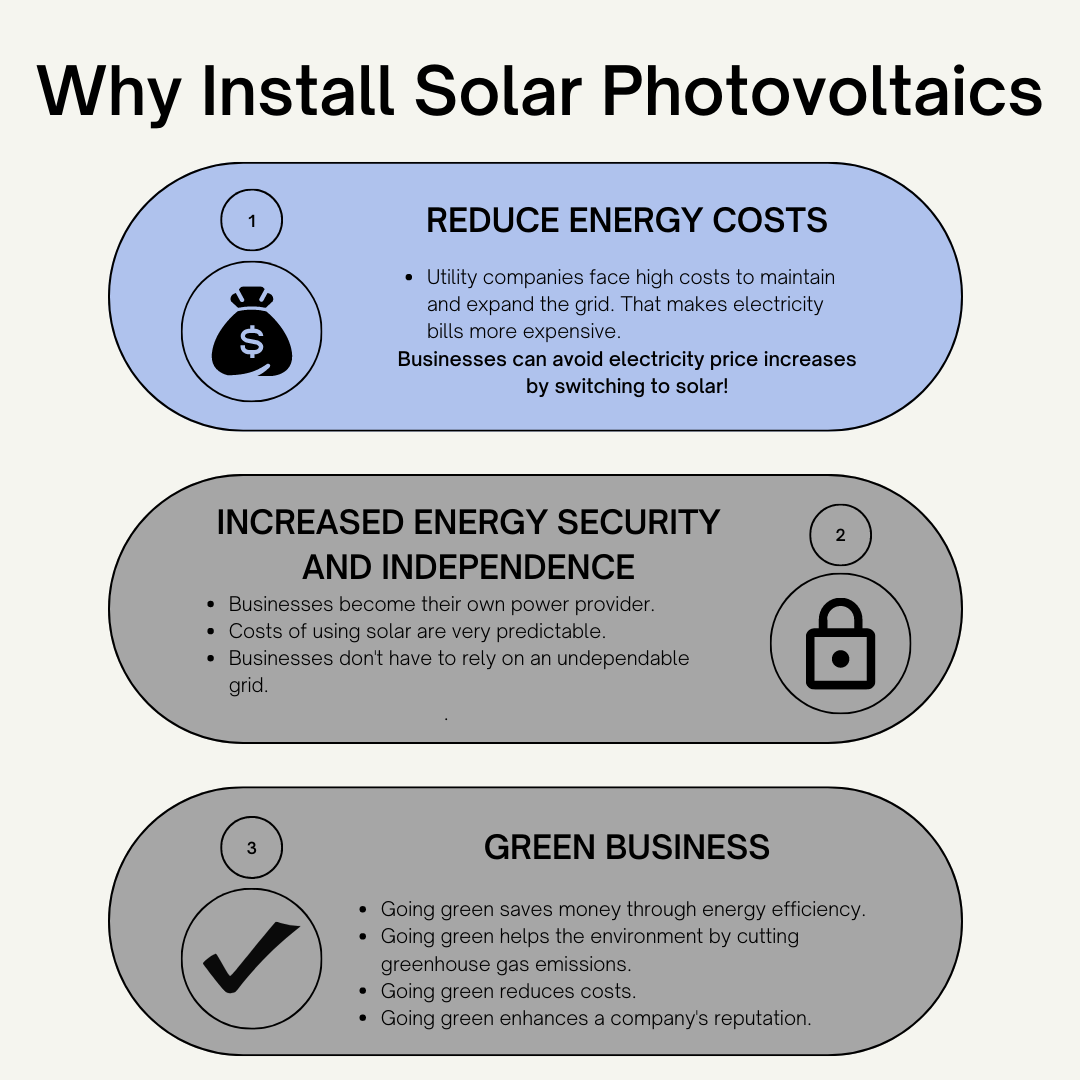 Why Install Solar Photovoltaics
1
REDUCE ENERGY COSTS
$
• Utility companies face high costs to maintain
and expand the grid. That makes electricity
bills more expensive.
Businesses can avoid electricity price increases
by switching to solar!
INCREASED ENERGY SECURITY
AND INDEPENDENCE
2
• Businesses become their own power provider.
• Costs of using solar are very predictable.
• Businesses don't have to rely on an undependable
grid.
.
3
GREEN BUSINESS
• Going green saves money through energy efficiency.
• Going green helps the environment by cutting
greenhouse gas emissions.
• Going green reduces costs.
• Going green enhances a company's reputation.